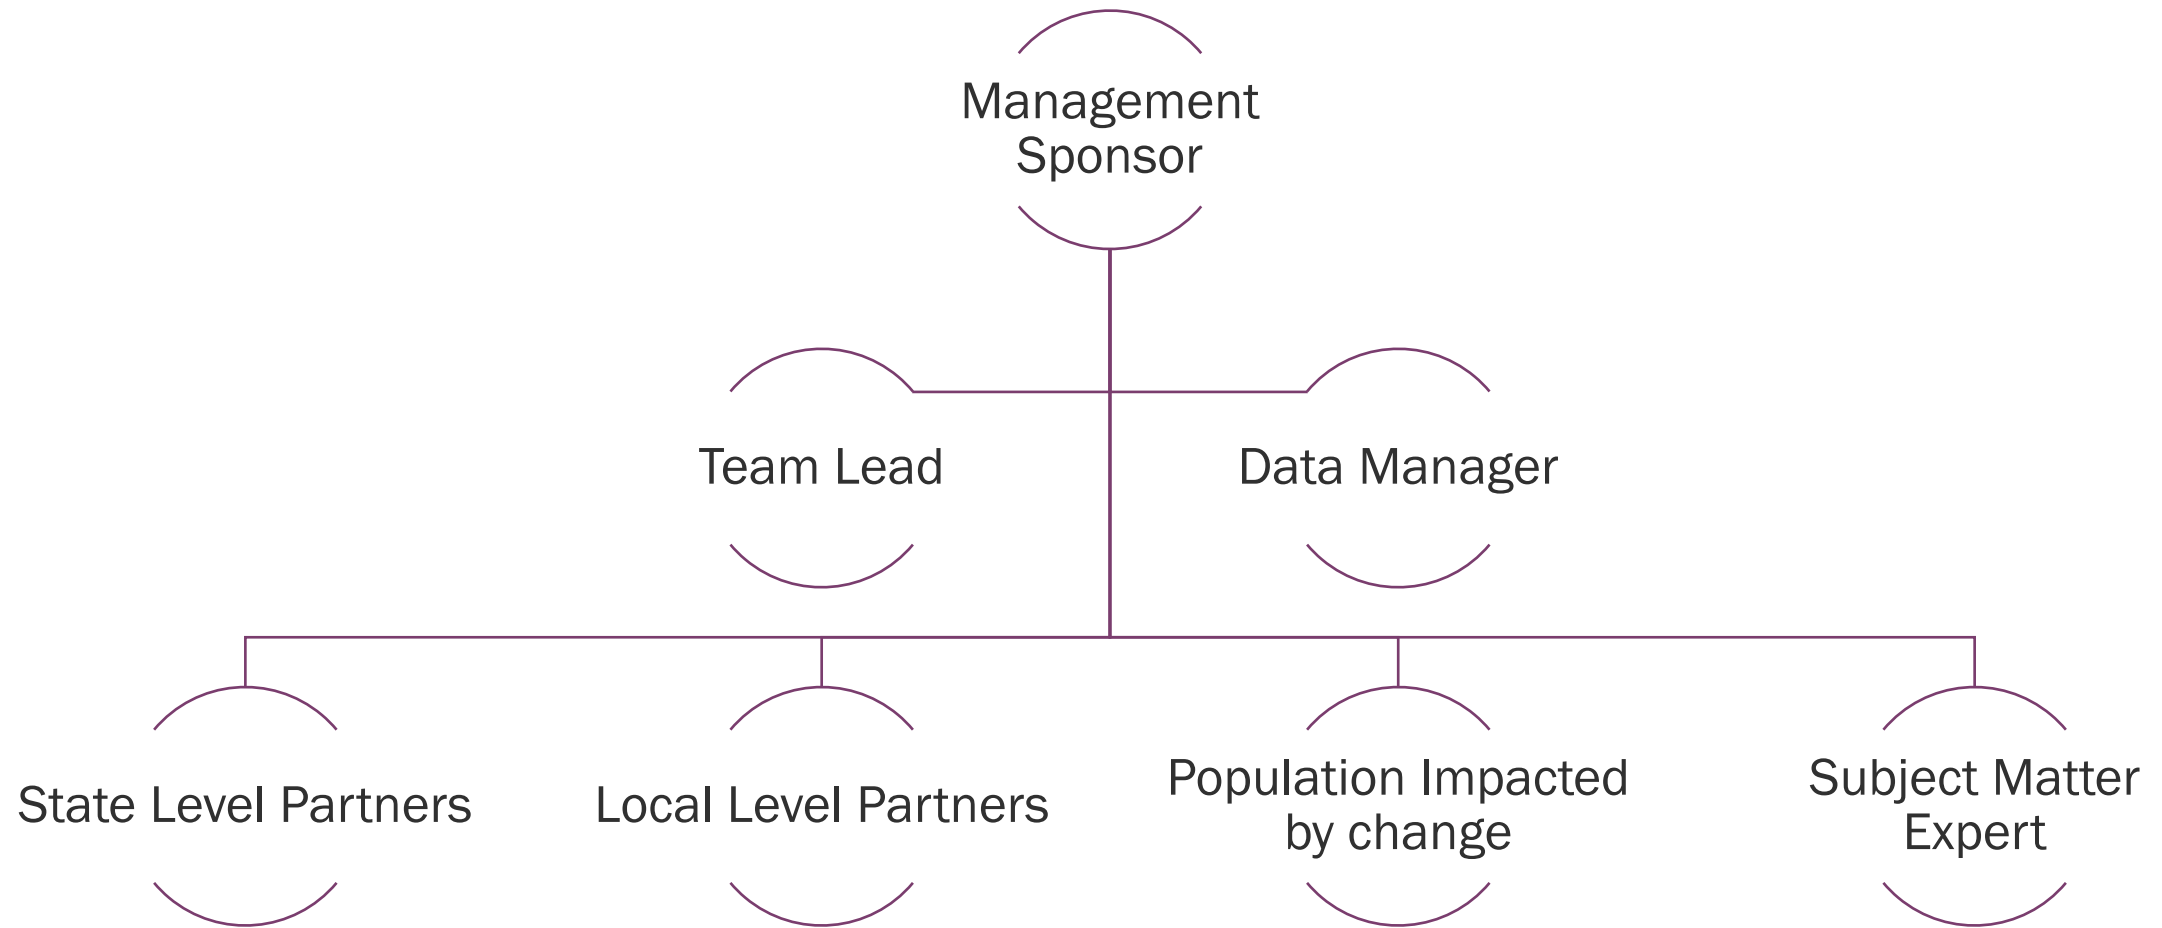 Management
Sponsor
Team Lead
Data Manager
State Level Partners
Local Level Partners
Population Impacted
by change
Subject Matter
Expert